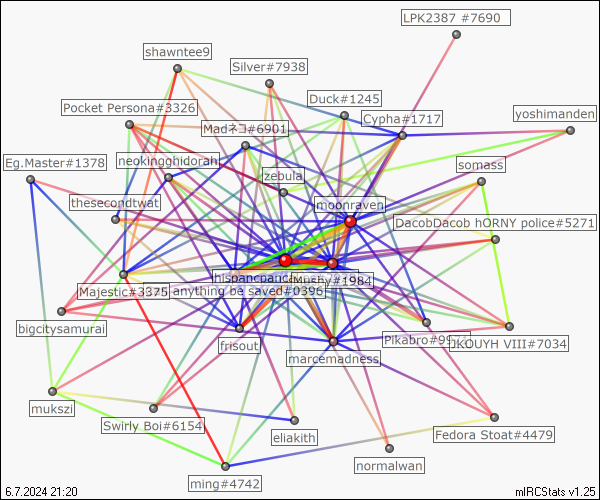 LPK2387 #7690
shawntee9
Silver#7938
Duck#1245
Pocket Persona#3326
Cypha#1717
yoshimanden
Madネコ#6901
Eg.Master#1378
neokingghidorah
somass
zebula
thesecondtwat
moonraven
DacobDacob hORNY police#5271
hispanicpanca
Mushy#1984
Majestic#3375
anything be saved#0396
bigcitysamurai
frisout
Pikabro#99
IKOUYH VIII#7034
marcemadness
mukszi
Swirly Boi#6154
eliakith
Fedora Stoat#4479
normalwan
ming#4742
6.7.2024 21:20
mIRCStats v1.25